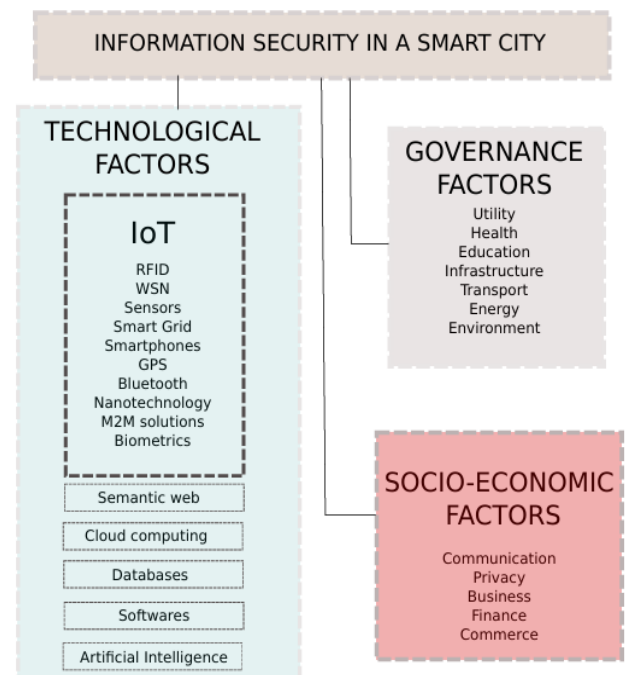 INFORMATION SECURITY IN A SMART CITY
TECHNOLOGICAL
FACTORS
IoT
RFID
WSN
Sensors
Smart Grid
Smartphones
GPS
Bluetooth
Nanotechnology
M2M solutions
Biometrics
Semantic web
Cloud computing
Databases
Softwares
Artificial Intelligence
GOVERNANCE
FACTORS
Utility
Health
Education
Infrastructure
Transport
Energy
Environment
SOCIO-ECONOMIC
FACTORS
Communication
Privacy
Business
Finance
Commerce